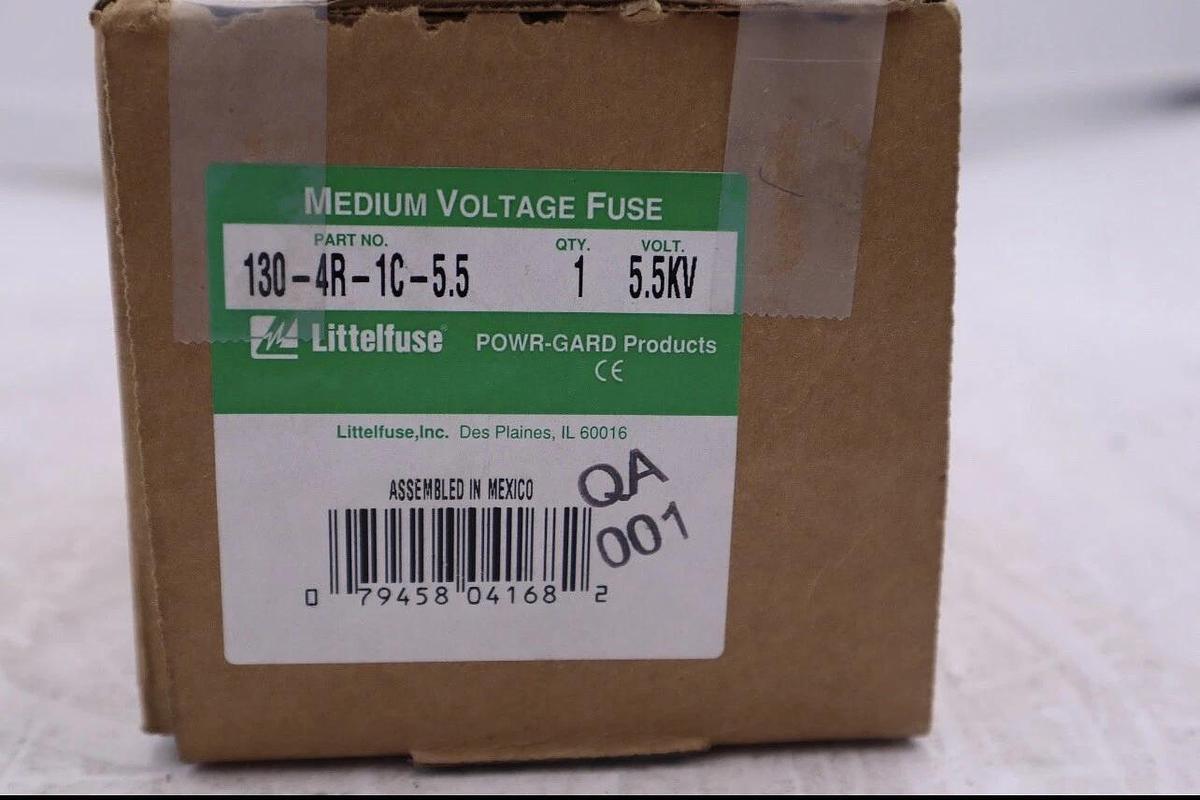 MEDIUM VOLTAGE FUSE
PART NO. QTY. VOLT.
130-4R-1C-5.5 1 5.5KV
Littelfuse® POWR-GARD Products
CE
Littelfuse,Inc. Des Plaines, IL 60016
ASSEMBLED IN MEXICO
QA
001
0 79458 04168 2